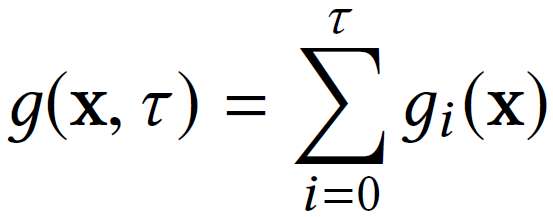 g(𝐱, τ) = ∑_{i=0}^{τ} g_i(𝐱)